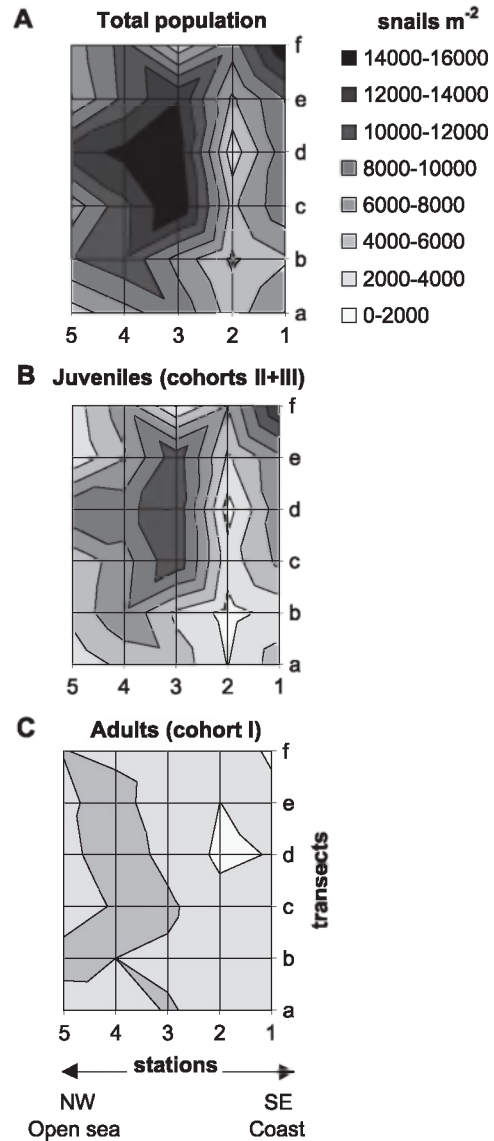 A Total population
snails m-2
14000-16000
12000-14000
10000-12000
8000-10000
6000-8000
4000-6000
2000-4000
0-2000
f
e
d
c
b
a
5 4 3 2 1
B Juveniles (cohorts II+III)
f
e
d
c
b
a
5 4 3 2 1
C Adults (cohort I)
f
e
d
c
b
a
transects
5 4 3 2 1
stations
NW SE
Open sea Coast